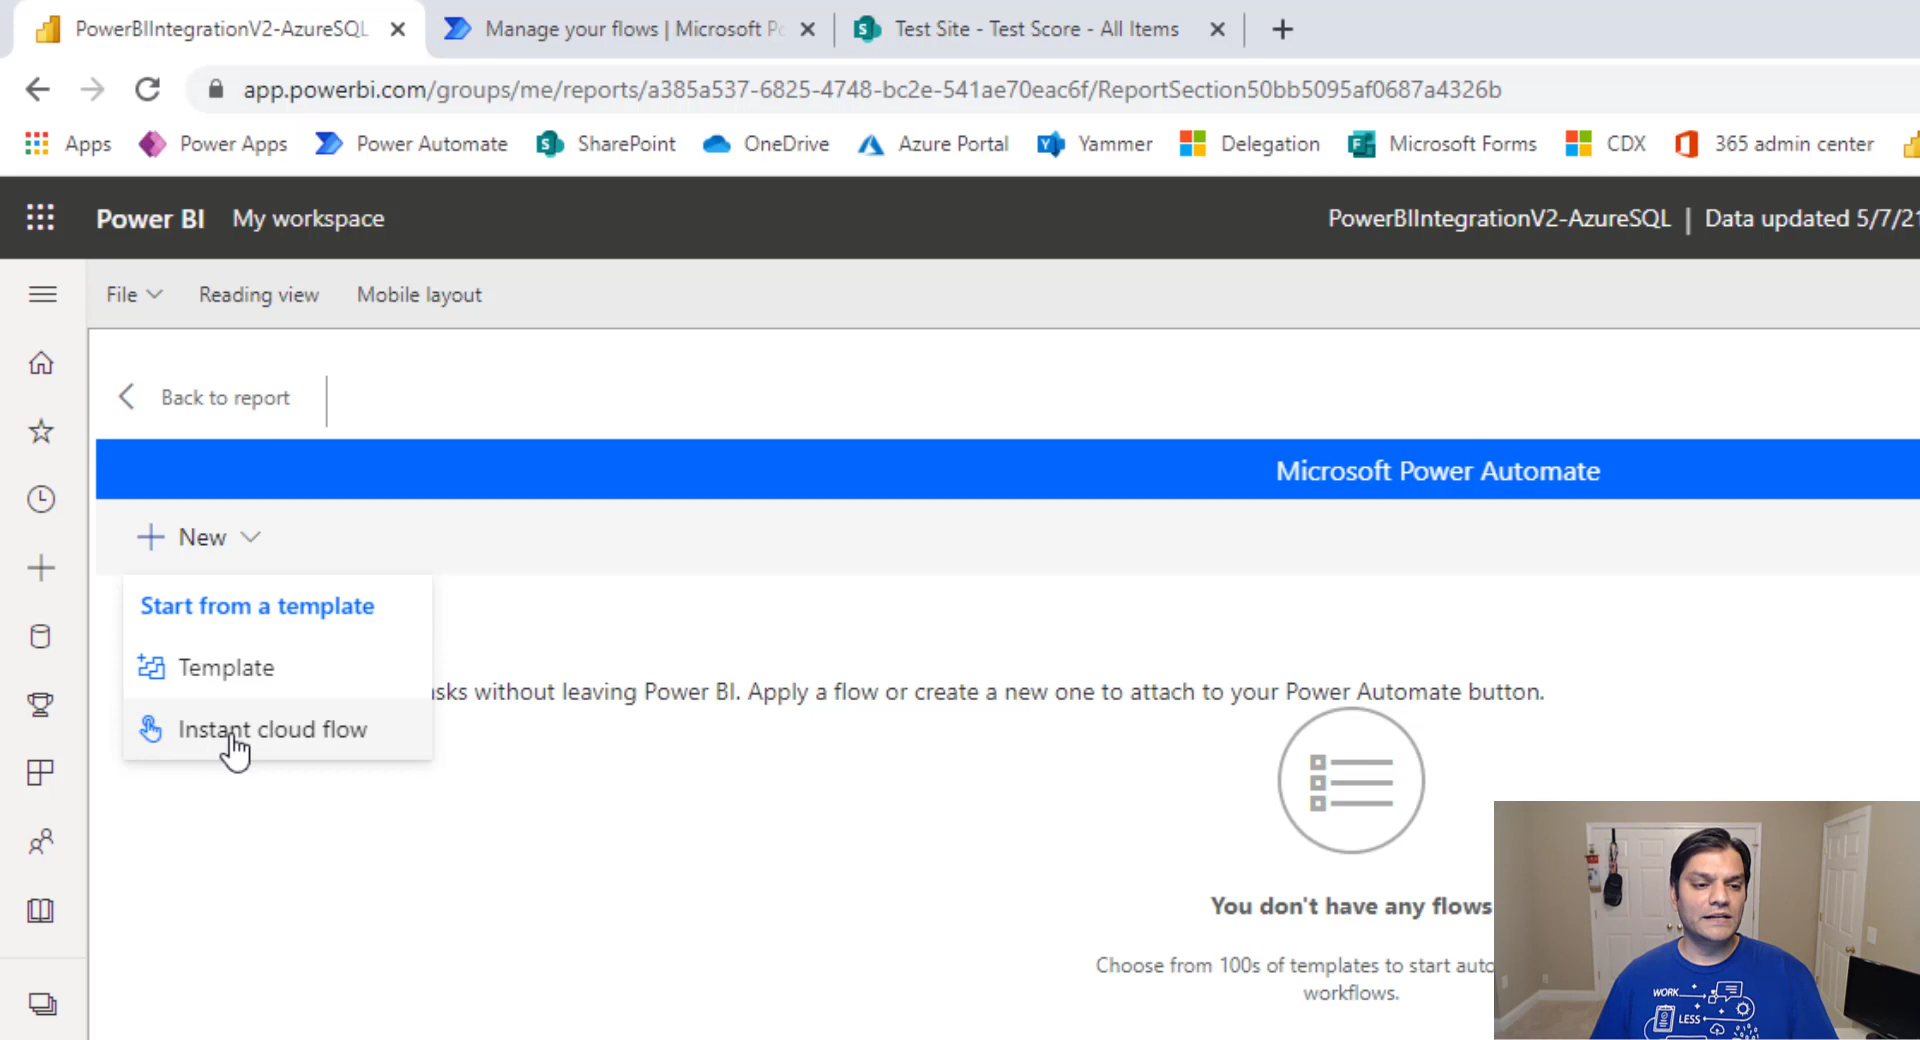 PowerBIIntegrationV2-AzureSQL
Manage your flows | Microsoft Po
Test Site - Test Score - All Items
app.powerbi.com/groups/me/reports/a385a537-6825-4748-bc2e-541ae70eac6f/ReportSection50bb5095af0687a4326b
Apps Power Apps Power Automate SharePoint OneDrive Azure Portal Yammer Delegation Microsoft Forms CDX 365 admin center
Power BI My workspace PowerBIIntegrationV2-AzureSQL | Data updated 5/7/21
File Reading view Mobile layout
Back to report
Microsoft Power Automate
New
Start from a template
Template
asks without leaving Power BI. Apply a flow or create a new one to attach to your Power Automate button.
Instant cloud flow
You don't have any flows
Choose from 100s of templates to start auto
workflows.
WORK
LESS